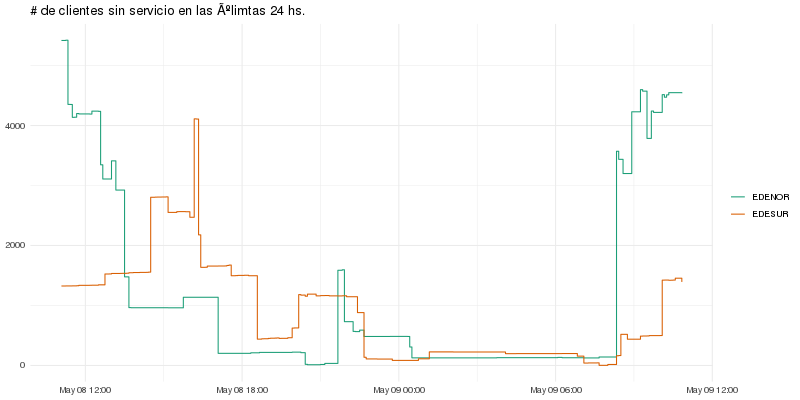 # de clientes sin servicio en las Ãºlimtas 24 hs.
4000
2000
0
May 08 12:00
May 08 18:00
May 09 00:00
May 09 06:00
May 09 12:00
EDENOR
EDESUR